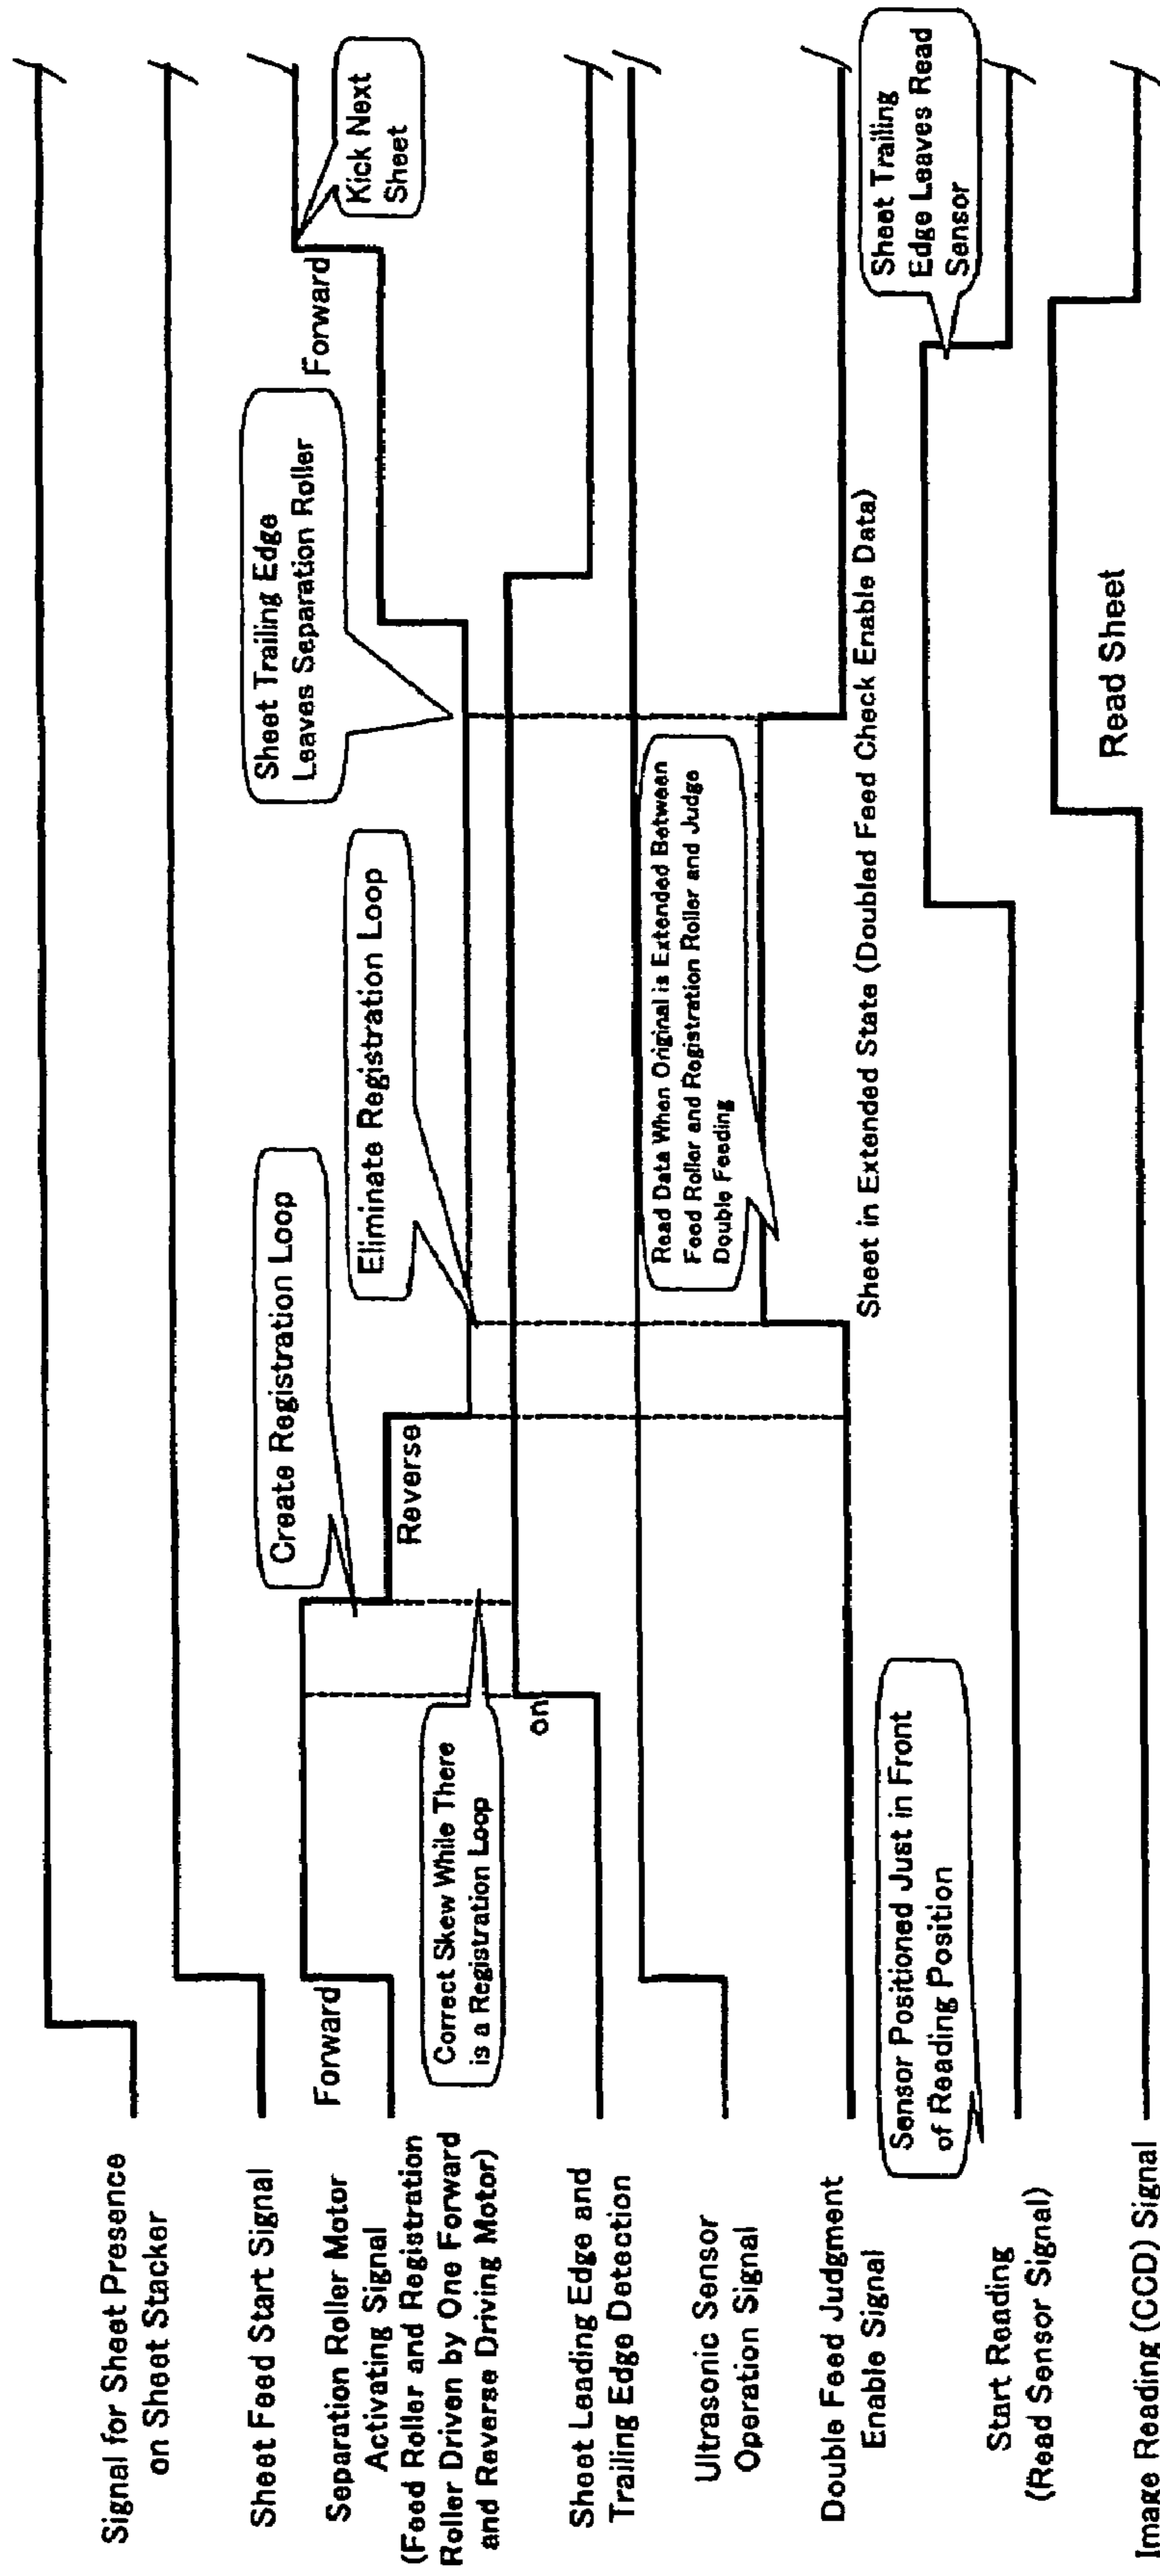 Signal for Sheet Presence
on Sheet Stacker
Sheet Feed Start Signal
Separation Roller Motor
Activating Signal
(Feed Roller and Registration
Roller Driven by One Forward
and Reverse Driving Motor)
Sheet Leading Edge and
Trailing Edge Detection
Ultrasonic Sensor
Operation Signal
Double Feed Judgment
Enable Signal
Start Reading
(Read Sensor Signal)
Image Reading (CCD) Signal
Forward
Correct Skew While There
is a Registration Loop
on
Sensor Positioned Just in Front
of Reading Position
Create Registration Loop
Reverse
Eliminate Registration Loop
Read Data When Original is Extended Between
Feed Roller and Registration Roller and Judge
Double Feeding
Sheet in Extended State (Doubled Feed Check Enable Data)
Sheet Trailing Edge
Leaves Separation Roller
Read Sheet
Forward
Kick Next
Sheet
Sheet Trailing
Edge Leaves Read
Sensor